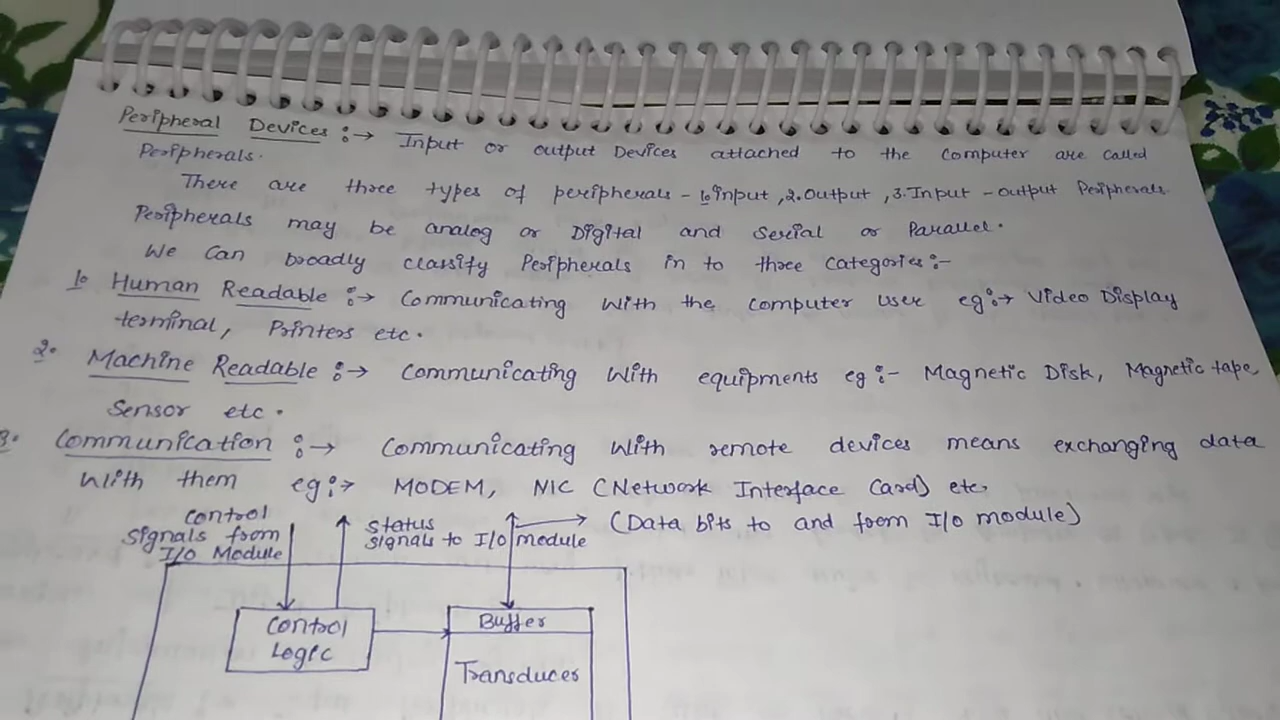 Peripheral Devices :→ Input or output Devices attached to the Computer are called
Peripherals.
There are three types of peripherals - 1. input, 2. Output, 3. Input - output Peripherals.
Peripherals may be analog or Digital and Serial or Parallel.
We Can broadly classify Peripherals in to three Categories :-
1. Human Readable :→ Communicating with the computer user eg :→ Video Display
terminal, Printers etc.
2. Machine Readable :→ Communicating with equipments eg :- Magnetic Disk, Magnetic tape,
Sensor etc.
3. Communication :→ Communicating with remote devices means exchanging data
with them eg :→ MODEM, NIC (Network Interface Card) etc.
Control
signals from
I/O Module
Status
signals to I/O module
(Data bits to and from I/O module)
Control
Logic
Buffer
Transducer